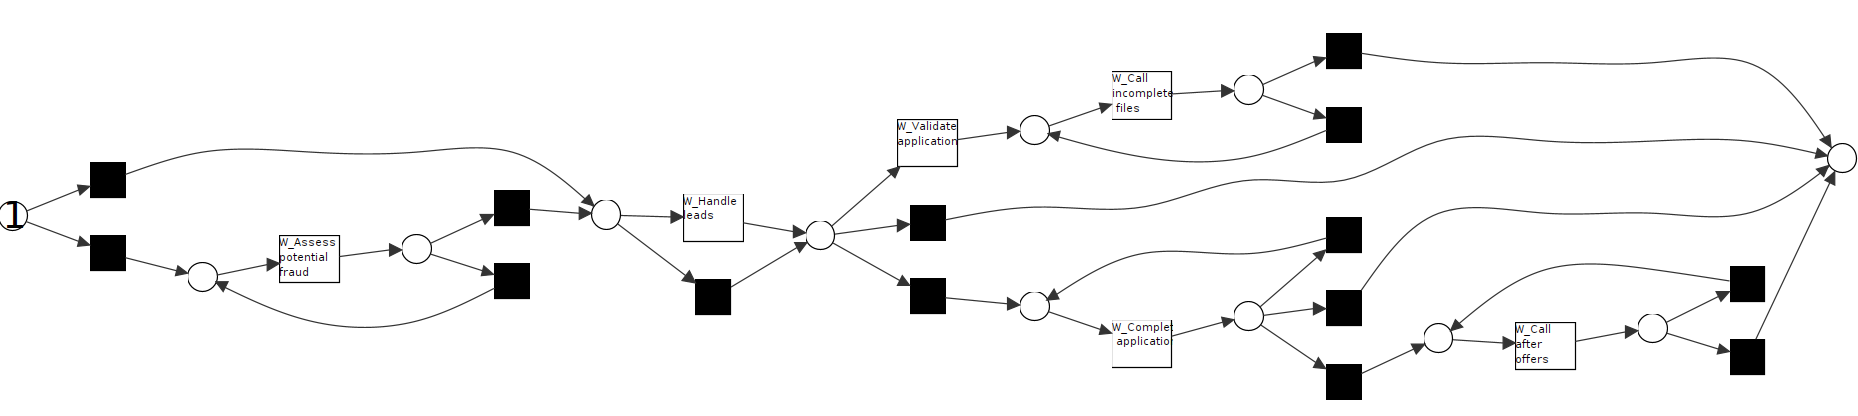 1
W_Assess
potential
fraud
W_Handle
leads
W_Validate
application
W_Call
incomplete
files
W_Complet
applicatio
W_Call
after
offers